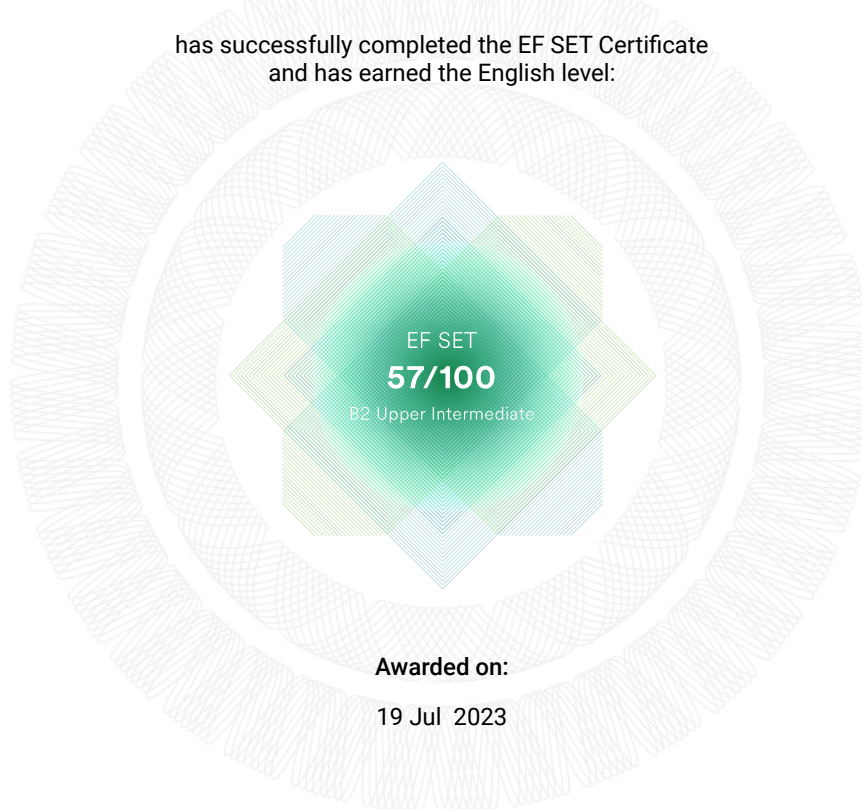 has successfully completed the EF SET Certificate
and has earned the English level:
EF SET
57/100
B2 Upper Intermediate
Awarded on:
19 Jul 2023